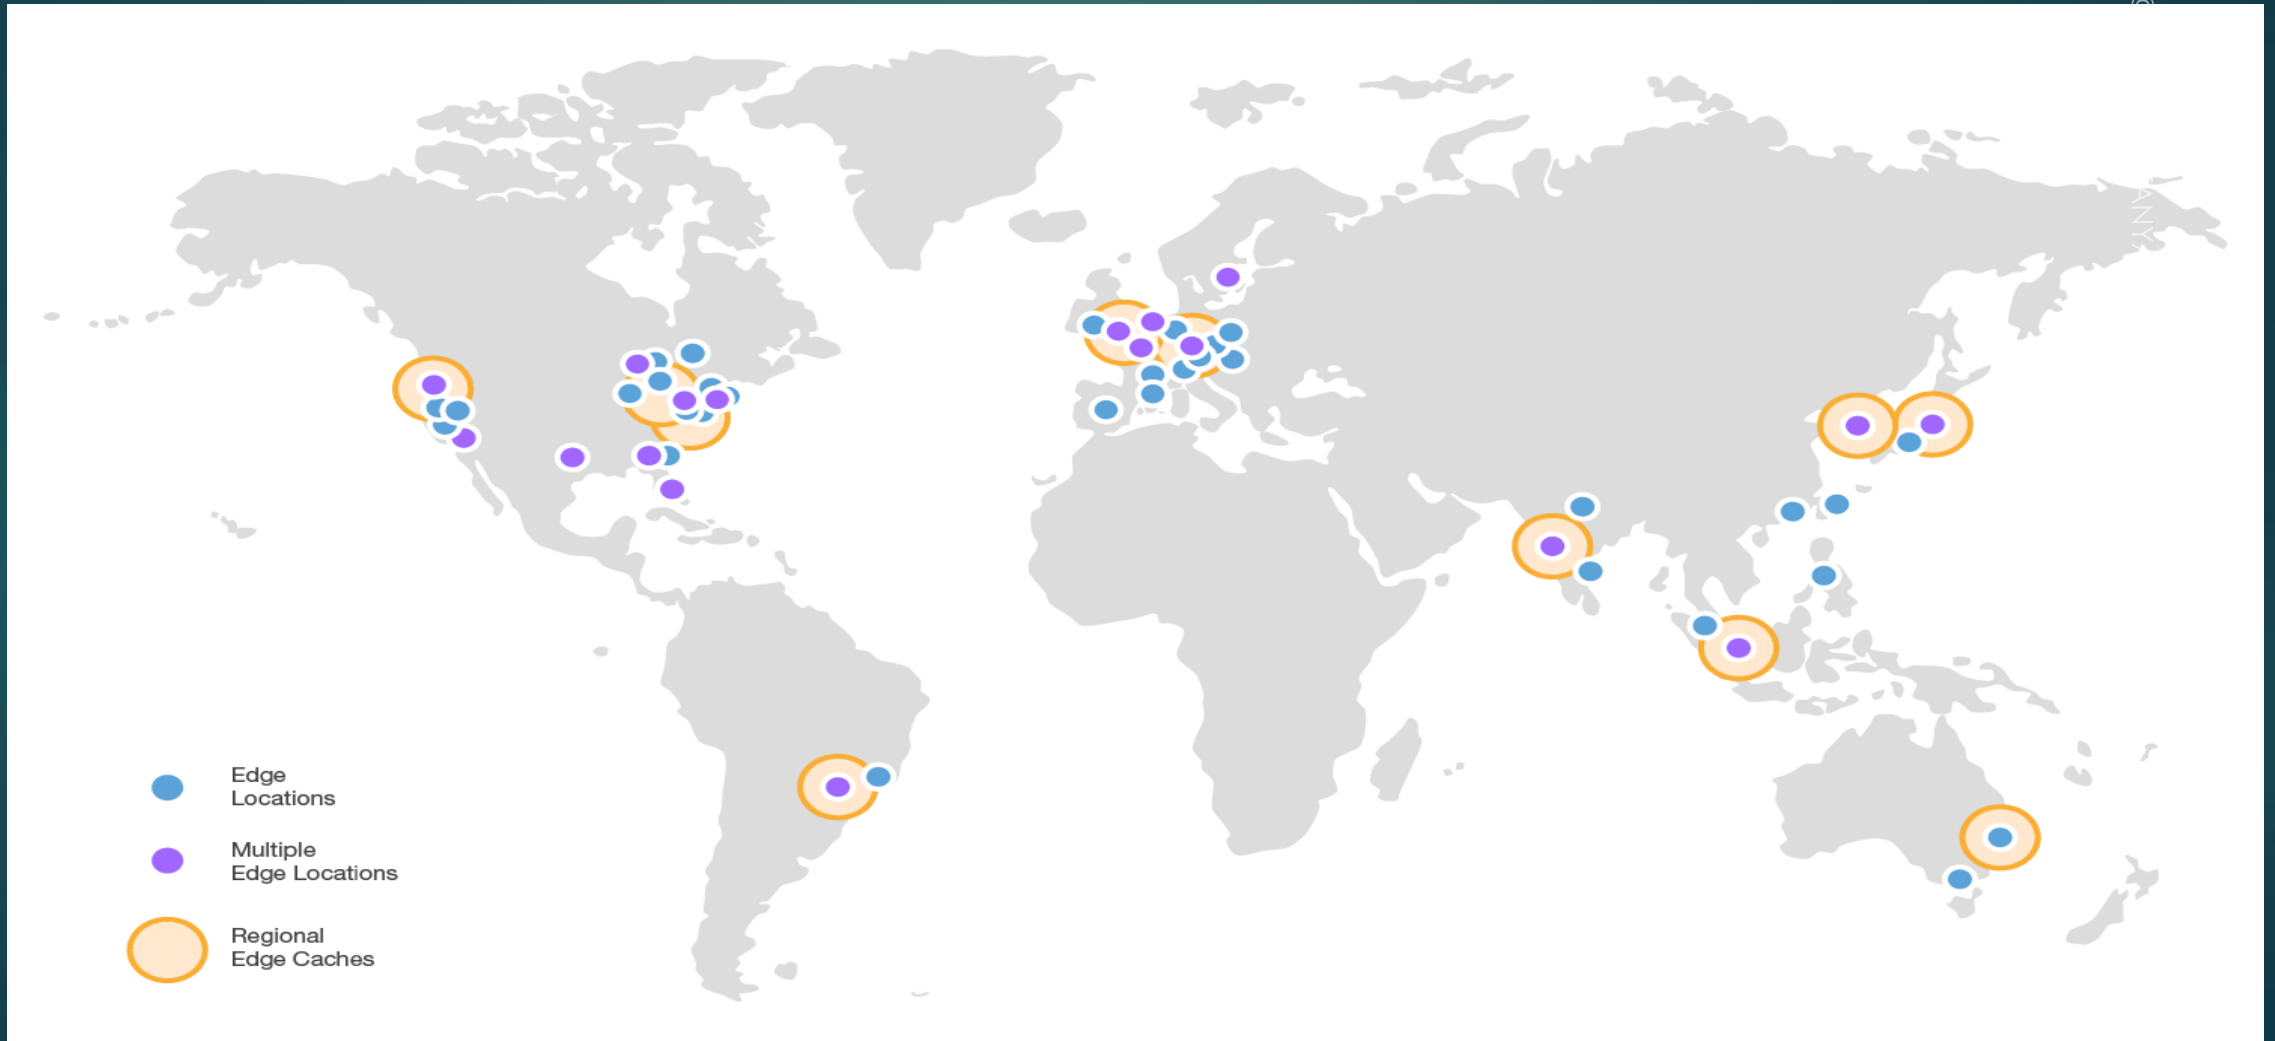 Edge
Locations
Multiple
Edge Locations
Regional
Edge Caches